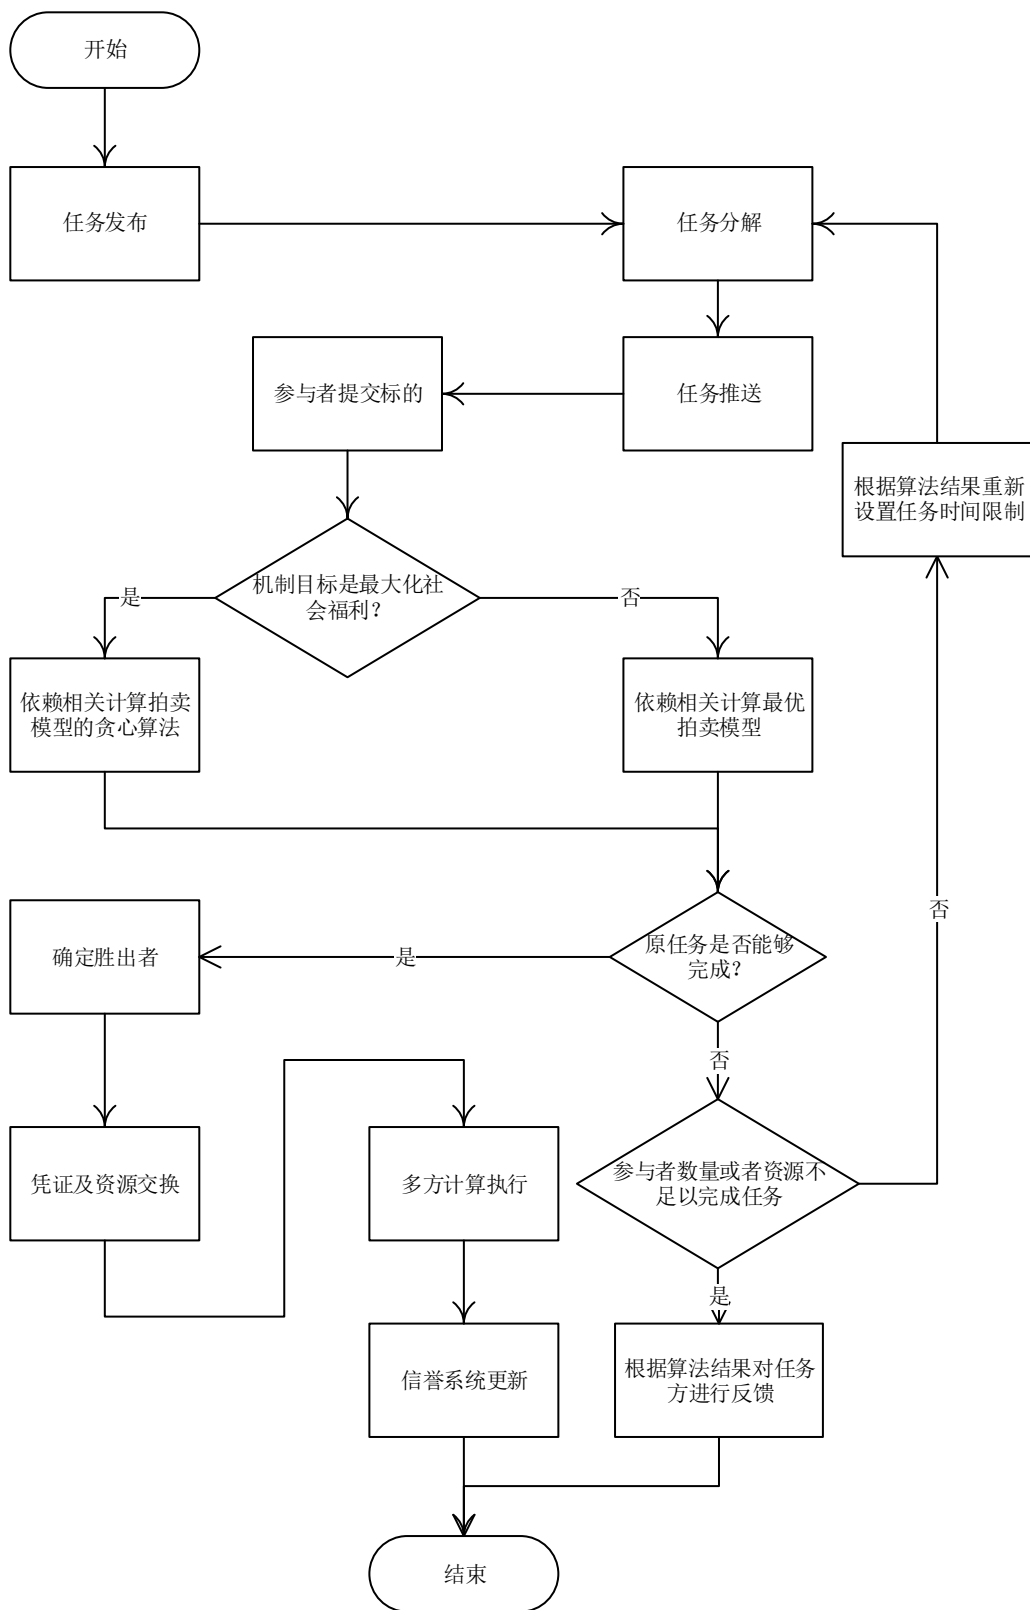 开始
任务发布
任务分解
参与者提交标的
任务推送
根据算法结果重新
设置任务时间限制
机制目标是最大化社
会福利？
是
否
依赖相关计算拍卖
模型的贪心算法
依赖相关计算最优
拍卖模型
原任务是否能够
完成？
是
否
确定胜出者
否
凭证及资源交换
多方计算执行
参与者数量或者资源不
足以完成任务
是
信誉系统更新
根据算法结果对任务
方进行反馈
结束